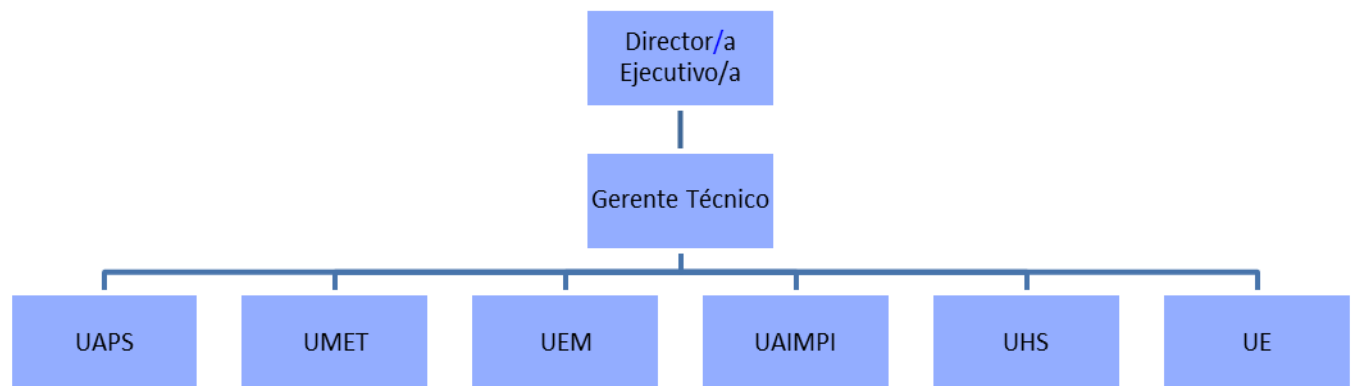 Director/a
Ejecutivo/a
Gerente Técnico
UAPS
UMET
UEM
UAIMPI
UHS
UE